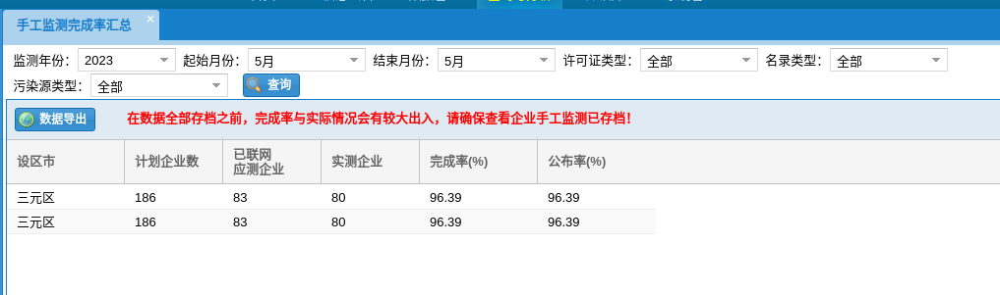 手工监测完成率汇总 ×
监测年份： 2023 起始月份： 5月 结束月份： 5月 许可证类型： 全部 名录类型： 全部
污染源类型： 全部 查询
数据导出 在数据全部存档之前，完成率与实际情况会有较大出入，请确保查看企业手工监测已存档！
设区市 计划企业数 已联网 实测企业 完成率(%) 公布率(%)
应测企业
三元区 186 83 80 96.39 96.39
三元区 186 83 80 96.39 96.39